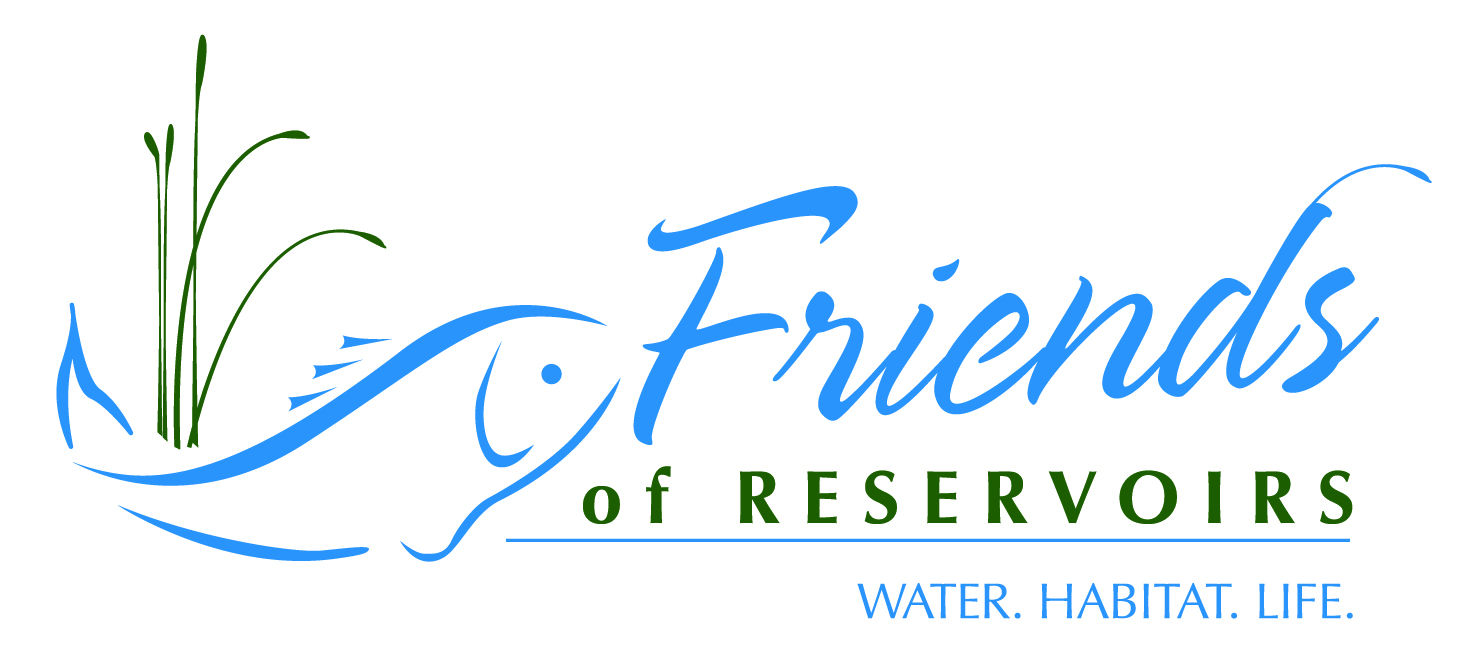 Friends
of RESERVOIRS
WATER. HABITAT. LIFE.